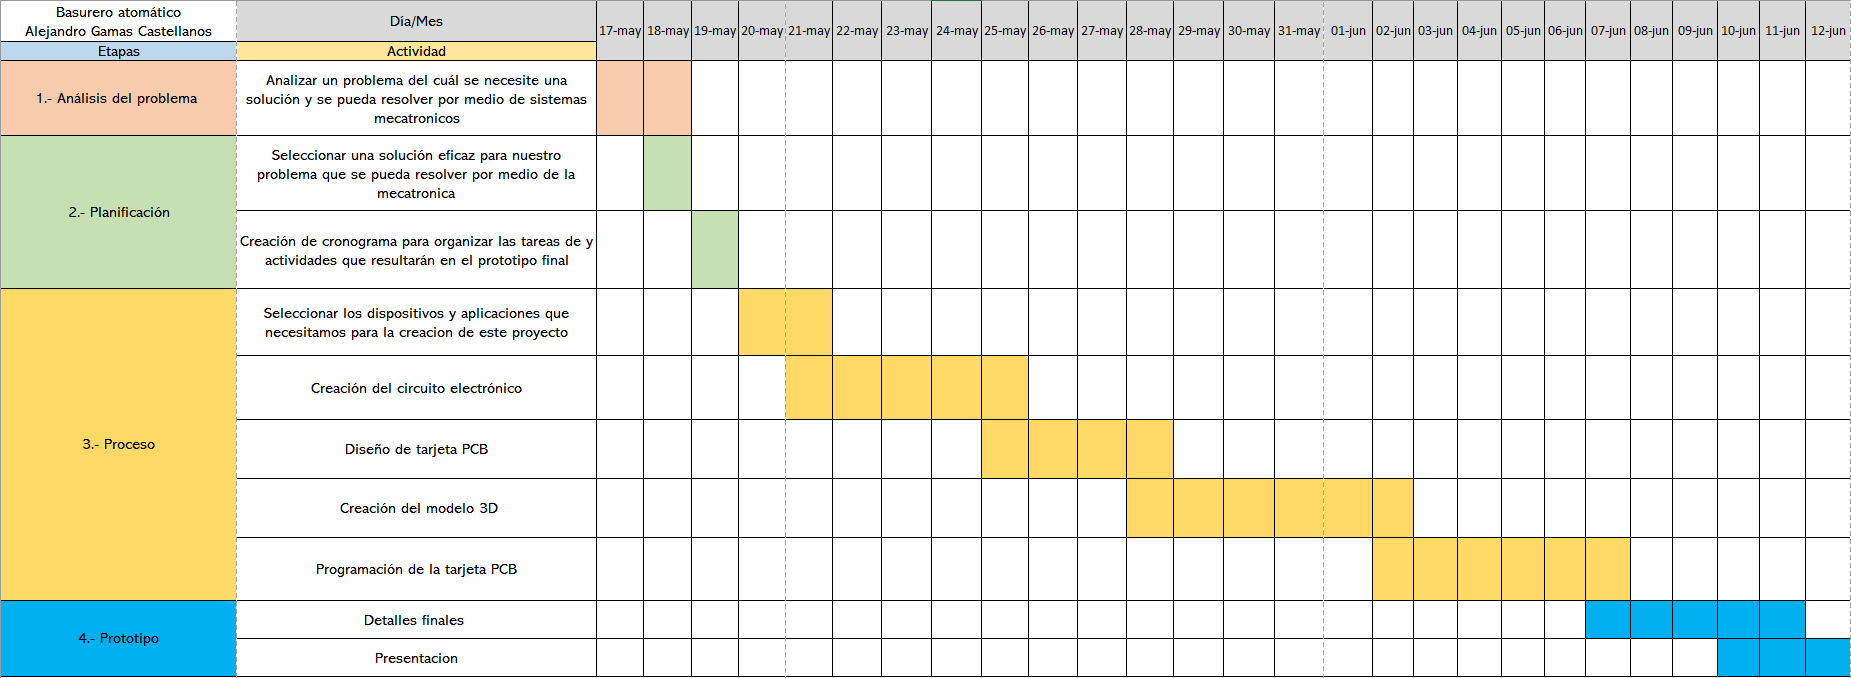 Basurero atomático
Alejandro Gamas Castellanos
Día/Mes
17-may 18-may 19-may 20-may 21-may 22-may 23-may 24-may 25-may 26-may 27-may 28-may 29-may 30-may 31-may 01-jun 02-jun 03-jun 04-jun 05-jun 06-jun 07-jun 08-jun 09-jun 10-jun 11-jun 12-jun
Etapas
Actividad
1.- Análisis del problema
Analizar un problema del cuál se necesite una
solución y se pueda resolver por medio de sistemas
mecatronicos
2.- Planificación
Seleccionar una solución eficaz para nuestro
problema que se pueda resolver por medio de la
mecatronica
Creación de cronograma para organizar las tareas de y
actividades que resultarán en el prototipo final
3.- Proceso
Seleccionar los dispositivos y aplicaciones que
necesitamos para la creacion de este proyecto
Creación del circuito electrónico
Diseño de tarjeta PCB
Creación del modelo 3D
Programación de la tarjeta PCB
4.- Prototipo
Detalles finales
Presentacion